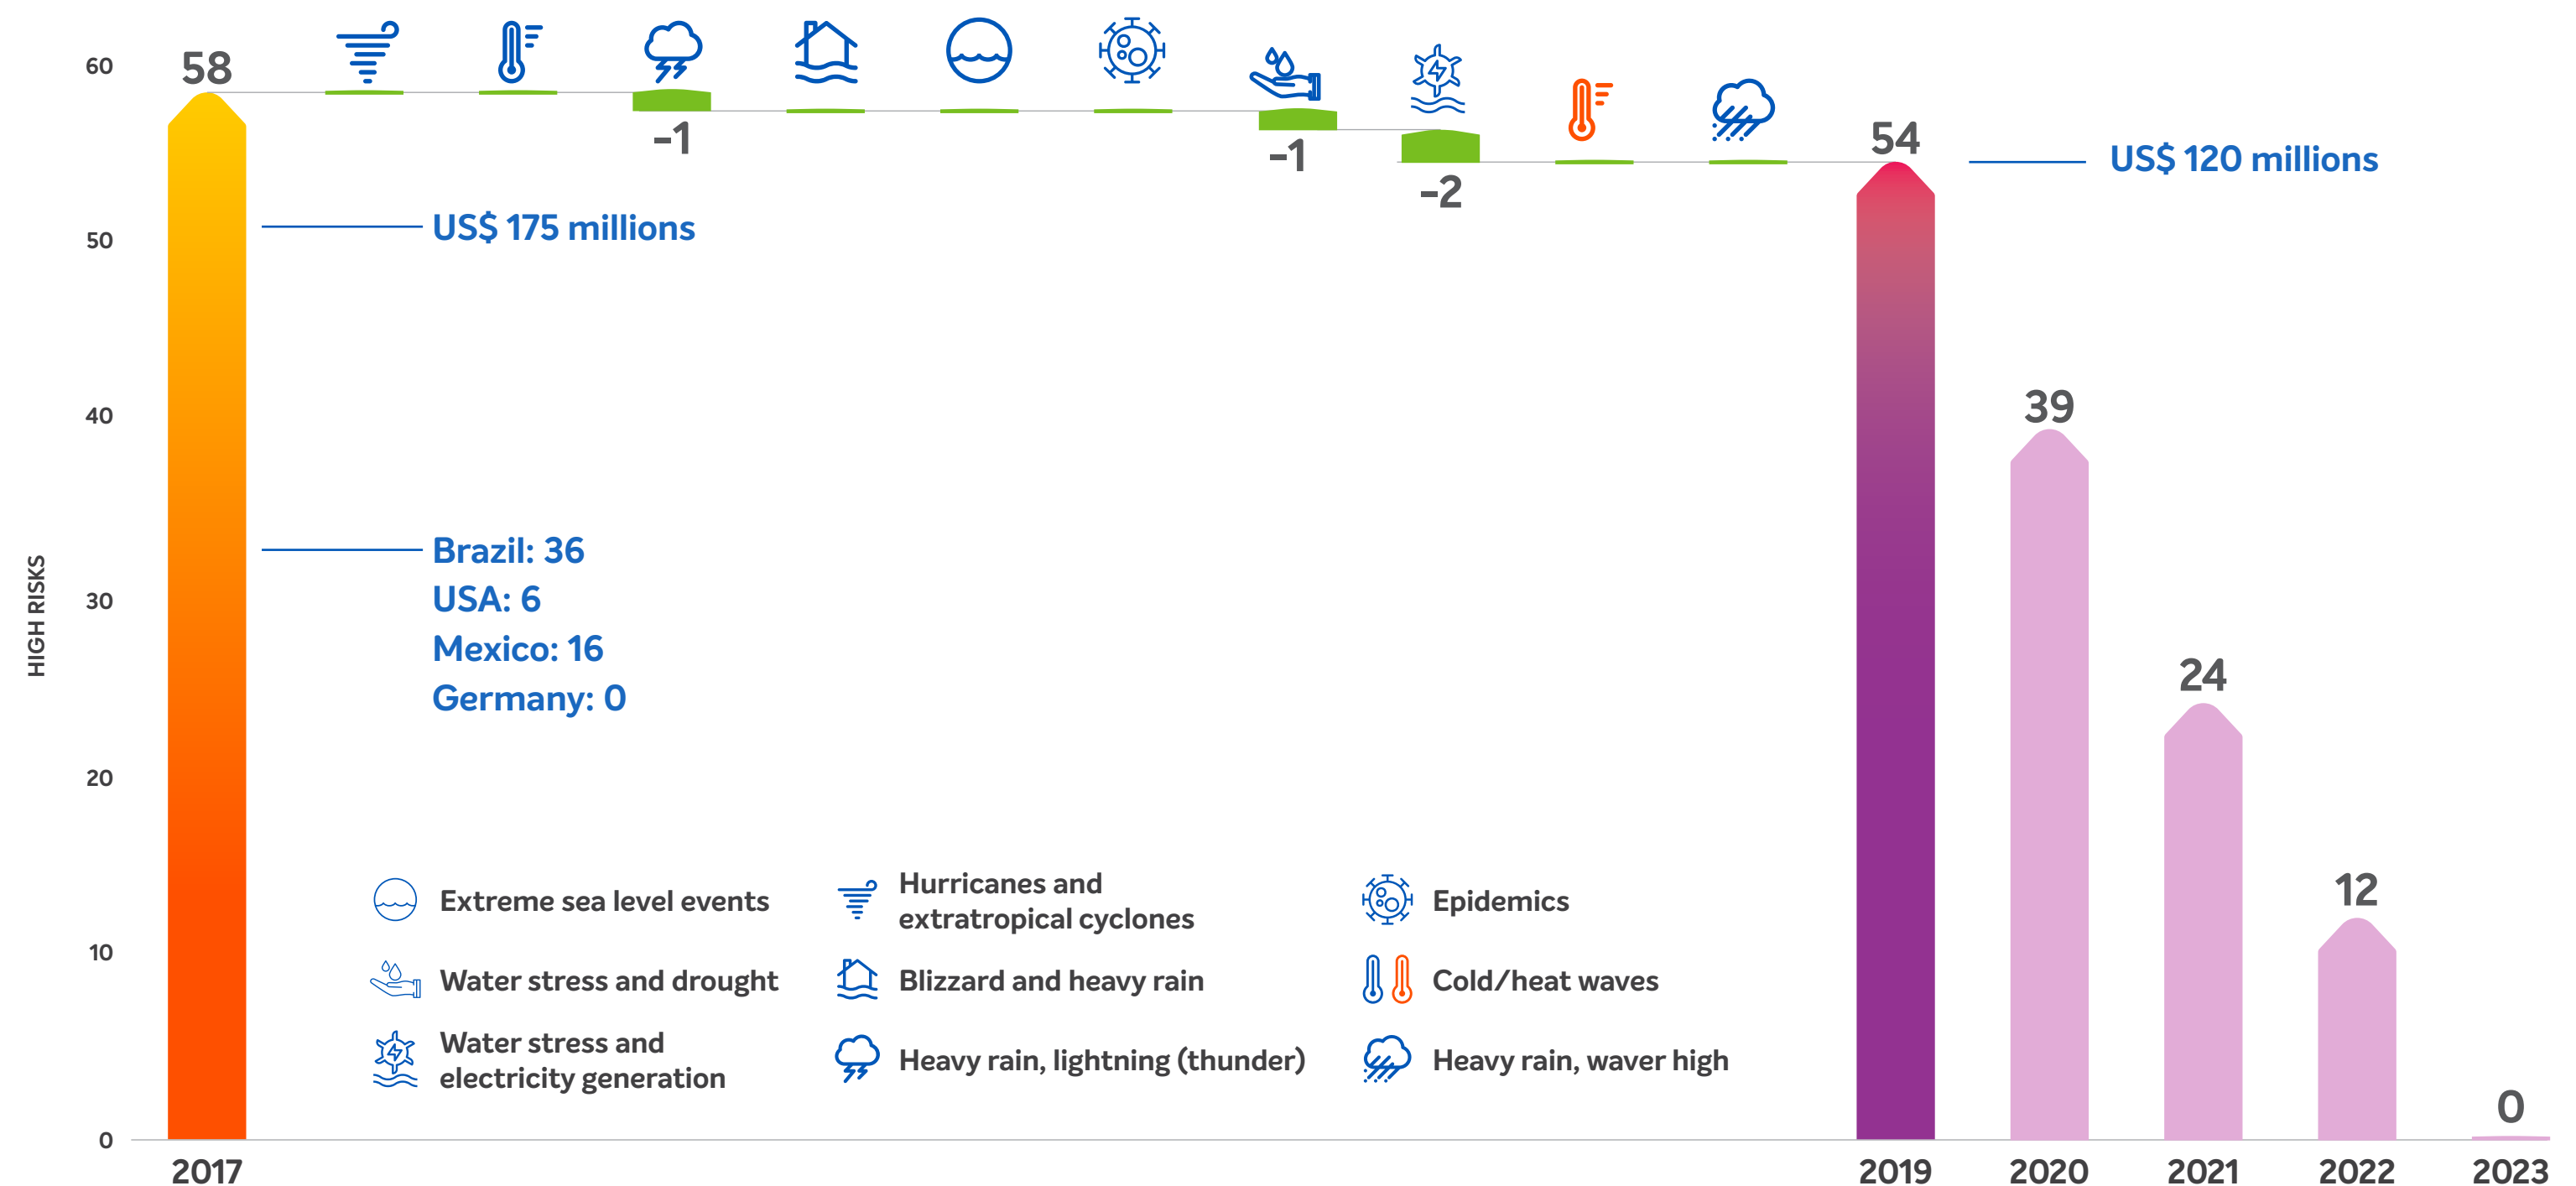 60
58
-1
-1
-2
54
US$ 120 millions
50
US$ 175 millions
40
39
HIGH RISKS
30
Brazil: 36
USA: 6
Mexico: 16
Germany: 0
24
20
12
10
0
0
Extreme sea level events
Hurricanes and
extratropical cyclones
Epidemics
Water stress and drought
Blizzard and heavy rain
Cold/heat waves
Water stress and
electricity generation
Heavy rain, lightning (thunder)
Heavy rain, waver high
2017
2019
2020
2021
2022
2023